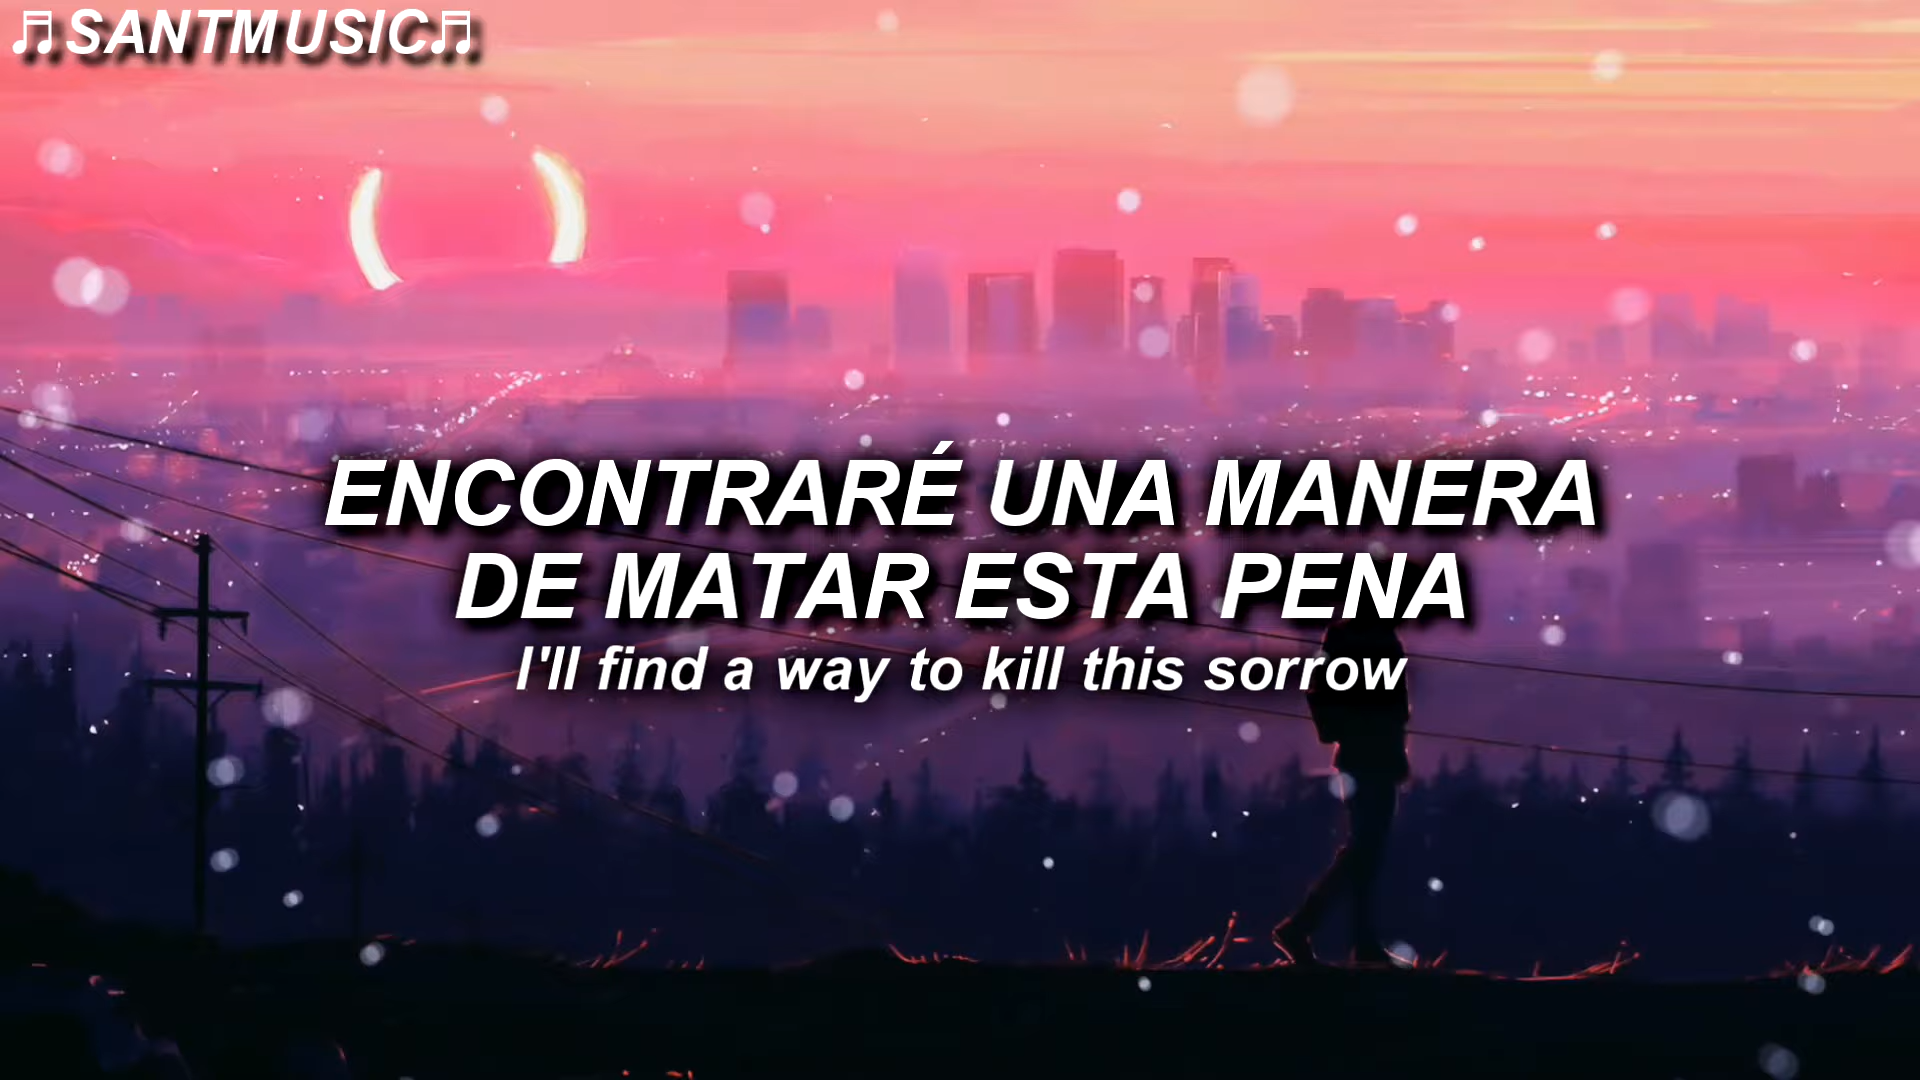 ♫SANTMUSIC♫
ENCONTRARÉ UNA MANERA
DE MATAR ESTA PENA
I'll find a way to kill this sorrow